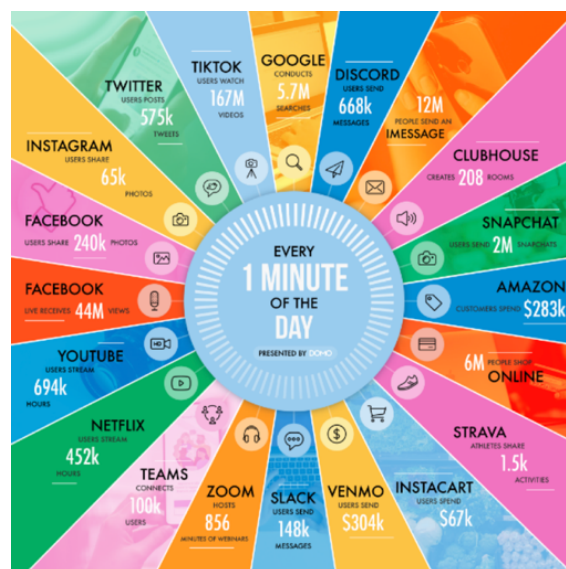 EVERY
1 MINUTE
OF THE
DAY
PRESENTED BY DOMO
GOOGLE
CONDUCTS
5.7M
SEARCHES
DISCORD
USERS SEND
668k
MESSAGES
12M
PEOPLE SEND AN
IMESSAGE
CLUBHOUSE
CREATES 208 ROOMS
SNAPCHAT
USERS SEND 2M SNAPCHATS
AMAZON
CUSTOMERS SPEND $283k
6M PEOPLE SHOP
ONLINE
STRAVA
ATHLETES SHARE
1.5k
ACTIVITIES
INSTACART
USERS SPEND
$67k
VENMO
USERS SEND
$304k
SLACK
USERS SEND
148k
MESSAGES
ZOOM
HOSTS
856
MINUTES OF WEBINARS
TEAMS
CONNECTS
100k
USERS
NETFLIX
USERS STREAM
452k
HOURS
YOUTUBE
USERS STREAM
694k
HOURS
HD
FACEBOOK
LIVE RECEIVES 44M VIEWS
FACEBOOK
USERS SHARE 240k PHOTOS
INSTAGRAM
USERS SHARE
65k
PHOTOS
TWITTER
USERS POSTS
575k
TWEETS
TIKTOK
USERS WATCH
167M
VIDEOS